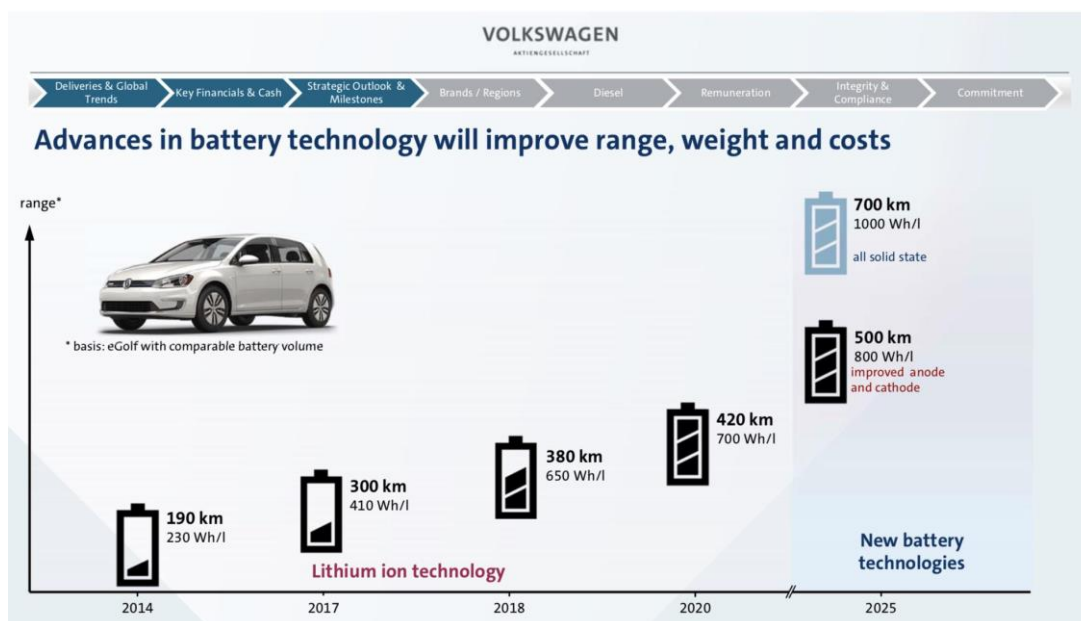 VOLKSWAGEN
AKTIENGESELLSCHAFT
Deliveries & Global
Trends
Key Financials & Cash
Strategic Outlook &
Milestones
Brands / Regions
Diesel
Remuneration
Integrity &
Compliance
Commitment
Advances in battery technology will improve range, weight and costs
range*
* basis: eGolf with comparable battery volume
190 km
230 Wh/l
300 km
410 Wh/l
380 km
650 Wh/l
420 km
700 Wh/l
700 km
1000 Wh/l
all solid state
500 km
800 Wh/l
improved anode
and cathode
Lithium ion technology
New battery
technologies
2014
2017
2018
2020
2025